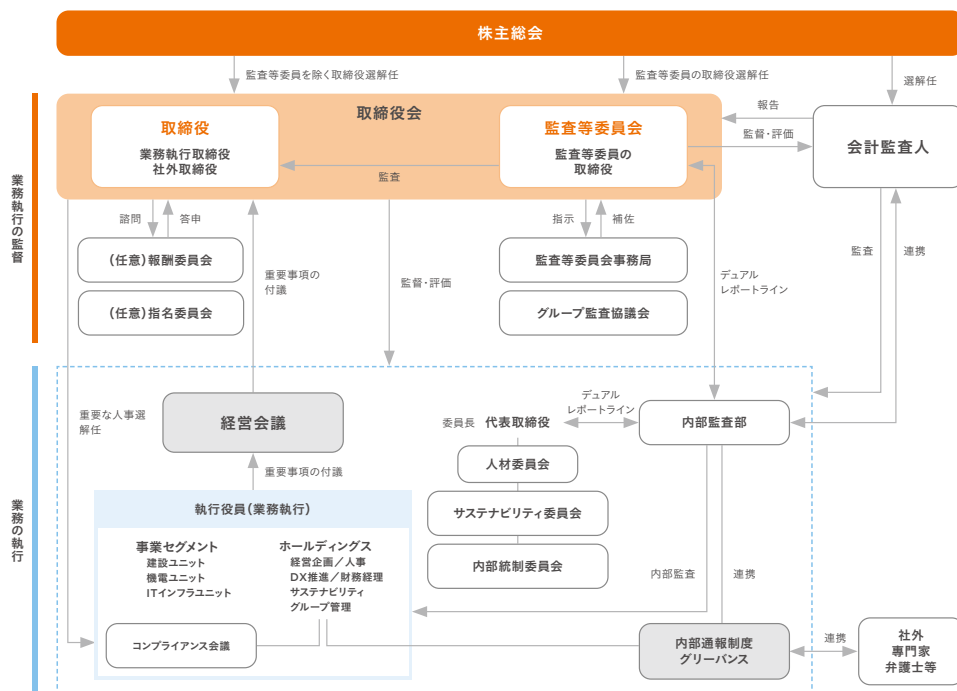 株主総会
監査等委員を除く取締役選解任
監査等委員の取締役選解任
選解任
取締役会
取締役
業務執行取締役
社外取締役
監査等委員会
監査等委員の
取締役
監査
報告
監督・評価
会計監査人
業務執行の監督
諮問
答申
(任意)報酬委員会
(任意)指名委員会
重要事項の
付議
監督・評価
指示
補佐
監査等委員会事務局
グループ監査協議会
デュアル
レポートライン
監査
連携
業務の執行
重要な人事選
解任
経営会議
重要事項の付議
委員長 代表取締役
デュアル
レポートライン
内部監査部
人材委員会
サステナビリティ委員会
内部統制委員会
執行役員(業務執行)
事業セグメント
建設ユニット
機電ユニット
ITインフラユニット
ホールディングス
経営企画/人事
DX推進/財務経理
サステナビリティ
グループ管理
コンプライアンス会議
内部監査
連携
内部通報制度
グリーバンス
連携
社外
専門家
弁護士等